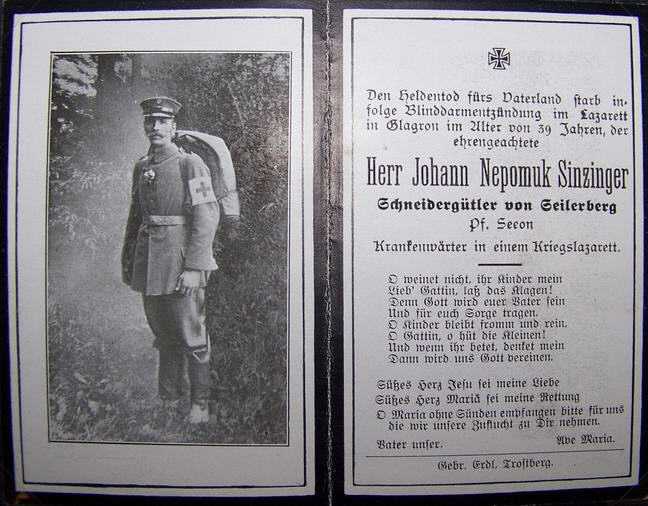 Den Heldentod fürs Vaterland starb in-
folge Blinddarmentzündung im Lazarett
in Glagron im Alter von 39 Jahren, der
ehrengeachtete
Herr Johann Nepomuk Sinzinger
Schneidergütler von Seilerberg
Pf. Seeon
Krankenwärter in einem Kriegslazarett.
O weinet nicht, ihr Kinder mein
Lieb' Gattin, laß das Klagen!
Denn Gott wird euer Vater sein
Und für euch Sorge tragen.
O Kinder bleibt fromm und rein,
O Gattin, o hüt die Kleinen!
Und wenn ihr betet, denket mein
Dann wird uns Gott vereinen.
Süßes Herz Jesu sei meine Liebe
Süßes Herz Mariä sei meine Rettung
O Maria ohne Sünden empfangen bitte für uns
die wir unsere Zuflucht zu Dir nehmen.
Vater unser. Ave Maria.
Gebr. Erdl, Trostberg.